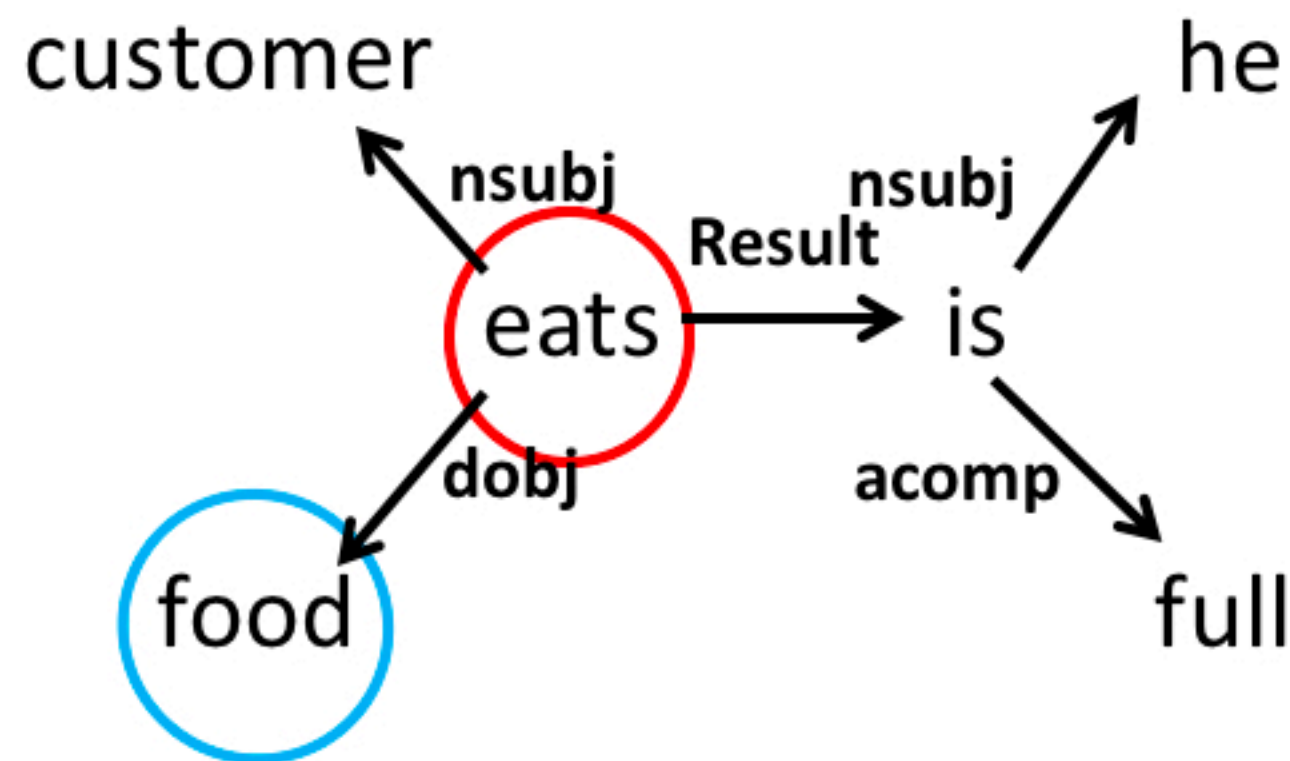 customer
he
nsubj
nsubj
Result
eats
is
dobj
acomp
food
full